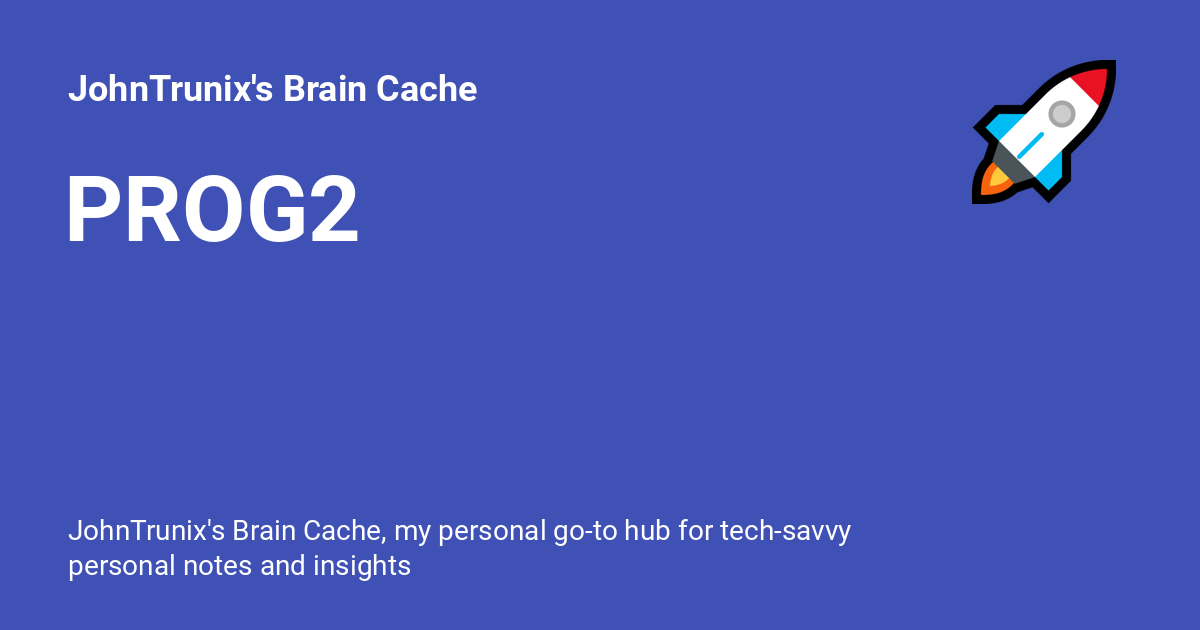 JohnTrunix's Brain Cache
PROG2
JohnTrunix's Brain Cache, my personal go-to hub for tech-savvy
personal notes and insights